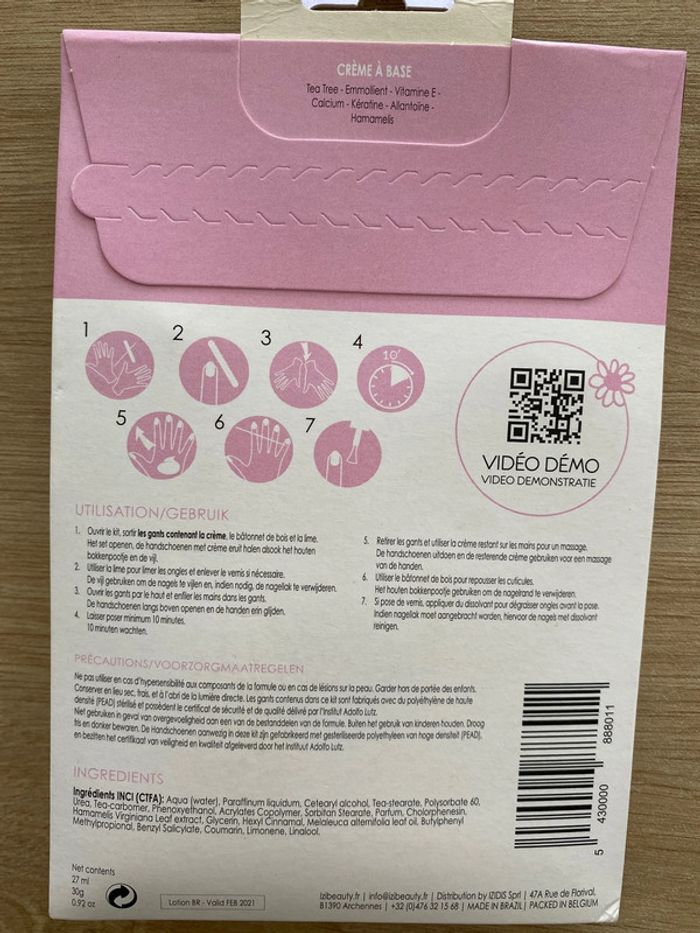 CRÈME À BASE
Tea Tree - Emmollient - Vitamine E -
Calcium - Kératine - Allantoïne -
Hamamelis
1
2
3
4
10'
5
6
7
VIDÉO DÉMO
VIDEO DEMONSTRATIE
UTILISATION/GEBRUIK
1. Ouvrir le kit, sortir les gants contenant la crème, le bâtonnet de bois et la lime.
Het set openen, de handschoenen met crème eruit halen alsook het houten
bokkenpootje en de vijl.
2. Utiliser la lime pour limer les ongles et enlever le vernis si nécessaire.
De vijl gebruiken om de nagels te vijlen en, indien nodig, de nagellak te verwijderen.
3. Ouvrir les gants par le haut et enfiler les mains dans les gants.
De handschoenen langs boven openen en de handen erin glijden.
4. Laisser poser minimum 10 minutes.
10 minuten wachten.
5. Retirer les gants et utiliser la crème restant sur les mains pour un massage.
De handschoenen uitdoen en de resterende crème gebruiken voor een massage
van de handen.
6. Utiliser le bâtonnet de bois pour repousser les cuticules.
Het houten bokkenpootje gebruiken om de nagelrand te verwijderen.
7. Si pose de vernis, appliquer du dissolvant pour dégraisser ongles avant la pose.
Indien nagellak moet aangebracht worden, hiervoor de nagels met dissolvant
reinigen.
PRÉCAUTIONS/VOORZORGMAATREGELEN
Ne pas utiliser en cas d'hypersensibilité aux composants de la formule ou en cas de lésions sur la peau. Garder hors de portée des enfants.
Conserver en lieu sec, frais, et à l'abri de la lumière directe. Les gants contenus dans ce kit sont fabriqués avec du polyéthylène de haute
densité (PEAD) stérilisé et possèdent le certificat de sécurité et de qualité délivré par l'Institut Adolfo Lutz.
Net gebruiken in geval van overgevoeligheid aan een van de bestanddelen van de formule. Buiten het gebruik van kinderen houden. Droog
fris en donker bewaren. De Handschoenen aanwezig in deze kit zijn gefabriceerd met gesteriliseerde polyethyleen van hoge densiteit (PEAD),
en bezitten het certificaat van veiligheid en kwaliteit afgeleverd door het instituut Adolfo Lutz.
INGREDIENTS
Ingrédients INCI (CTFA): Aqua (water), Paraffinum liquidum, Cetearyl alcohol, Tea-stearate, Polysorbate 60,
Urea, Tea-carbomer, Phenoxyethanol, Acrylates Copolymer, Sorbitan Stearate, Parfum, Cholorphenesin,
Hamamelis Virginiana Leaf extract, Glycerin, Hexyl Cinnamal, Melaleuca alternifolia leaf oil, Butylphenyl
Methylpropional, Benzyl Salicylate, Coumarin, Limonene, Linalool.
5 430000 888011
Net contents
27 ml
30g
0.92 oz
Lotion BR - Valid FEB 2021
izibeauty.fr | info@izibeauty.fr | Distribution by IZIDIS Sprl | 47A Rue de Florival,
B1390 Archennes | +32 (0)476 32 15 68 | MADE IN BRAZIL | PACKED IN BELGIUM